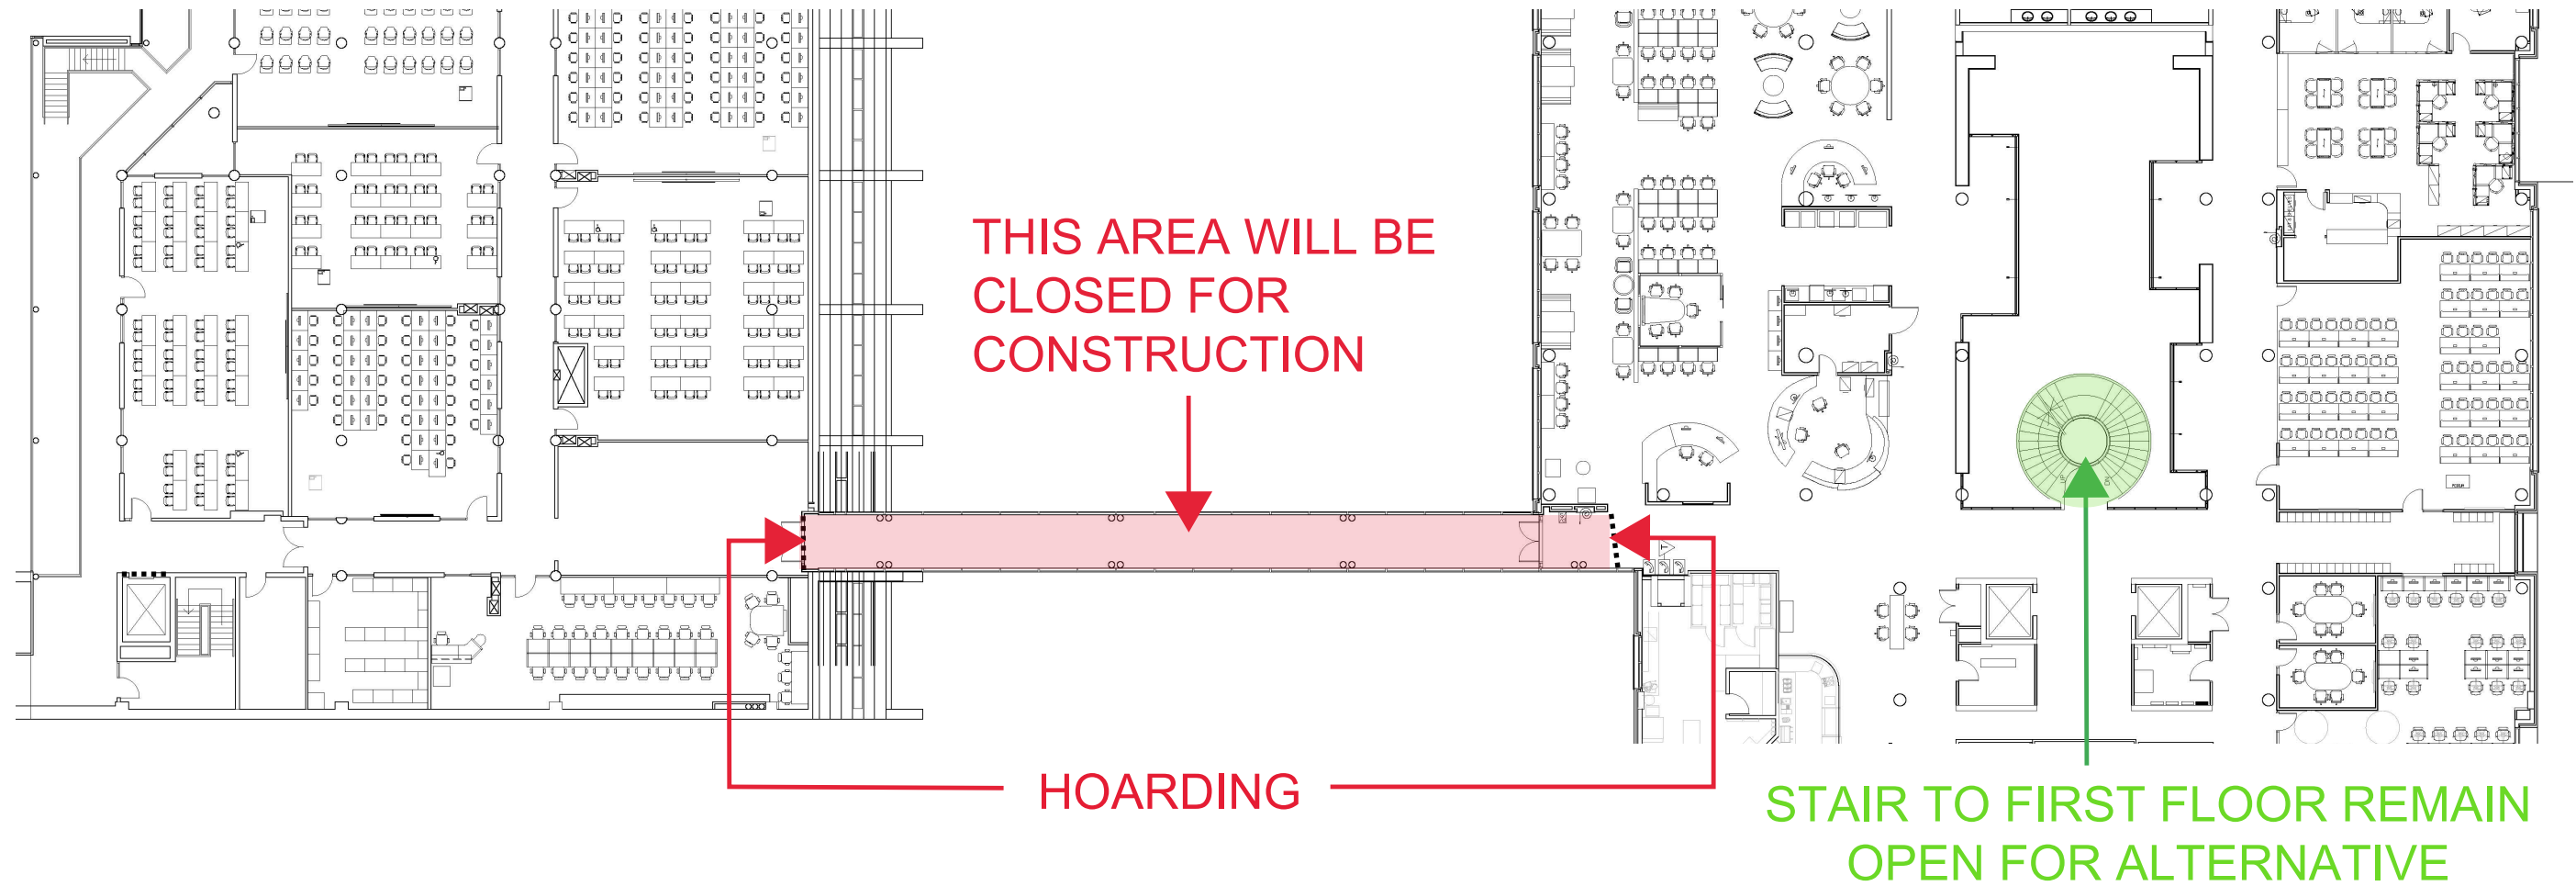 THIS AREA WILL BE
CLOSED FOR
CONSTRUCTION
HOARDING
STAIR TO FIRST FLOOR REMAIN
OPEN FOR ALTERNATIVE